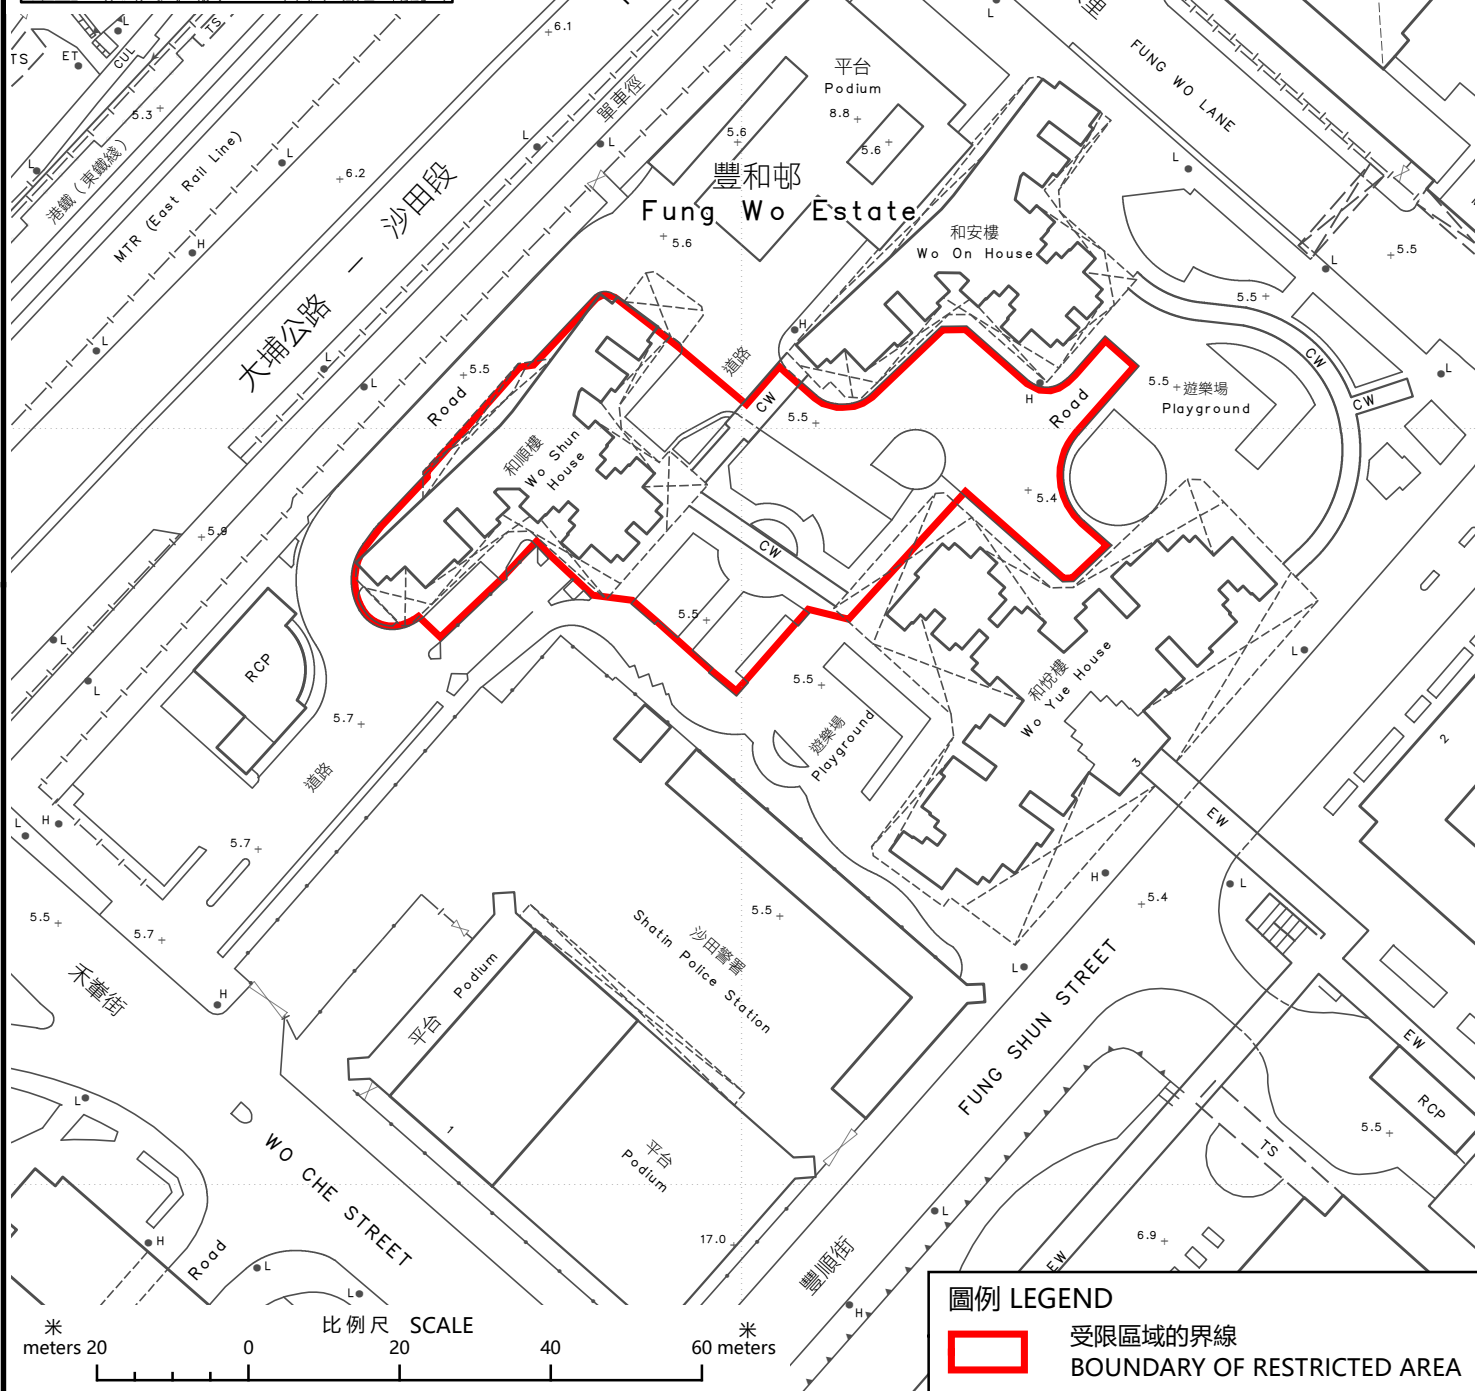 TS
ET
L
CUL
TS
5.3
港鐵（東鐵綫）
MTR (East Rail Line)
L
L
H
L
6.2
6.1
大埔公路 — 沙田段
單車徑
L
L
L
L
平台
Podium
8.8
5.6
5.6
豐和邨
Fung Wo Estate
5.6
和安樓
Wo On House
FUNG WO LANE
里
L
L
L
5.5
5.5
5.5
Road
道路
H
CW
5.5
和順樓
Wo Shun
House
H
Road
5.5
遊樂場
Playground
CW
CW
L
5.4
CW
5.9
L
L
RCP
5.7
道路
5.5
5.5
遊樂場
Playground
和悅樓
Wo Yue House
3
L
2
EW
L
H
H
L
5.7
5.5
5.7
禾輋街
H
平台
Podium
5.5
沙田警署
Shatin Police Station
L
5.4
FUNG SHUN STREET
EW
RCP
5.5
TS
L
WO CHE STREET
1
平台
Podium
17.0
豐順街
L
6.9
EW
H
Road
L
L
H
米
meters 20 0 20 40 60 meters
比例尺 SCALE
米
圖例 LEGEND
受限區域的界線
BOUNDARY OF RESTRICTED AREA